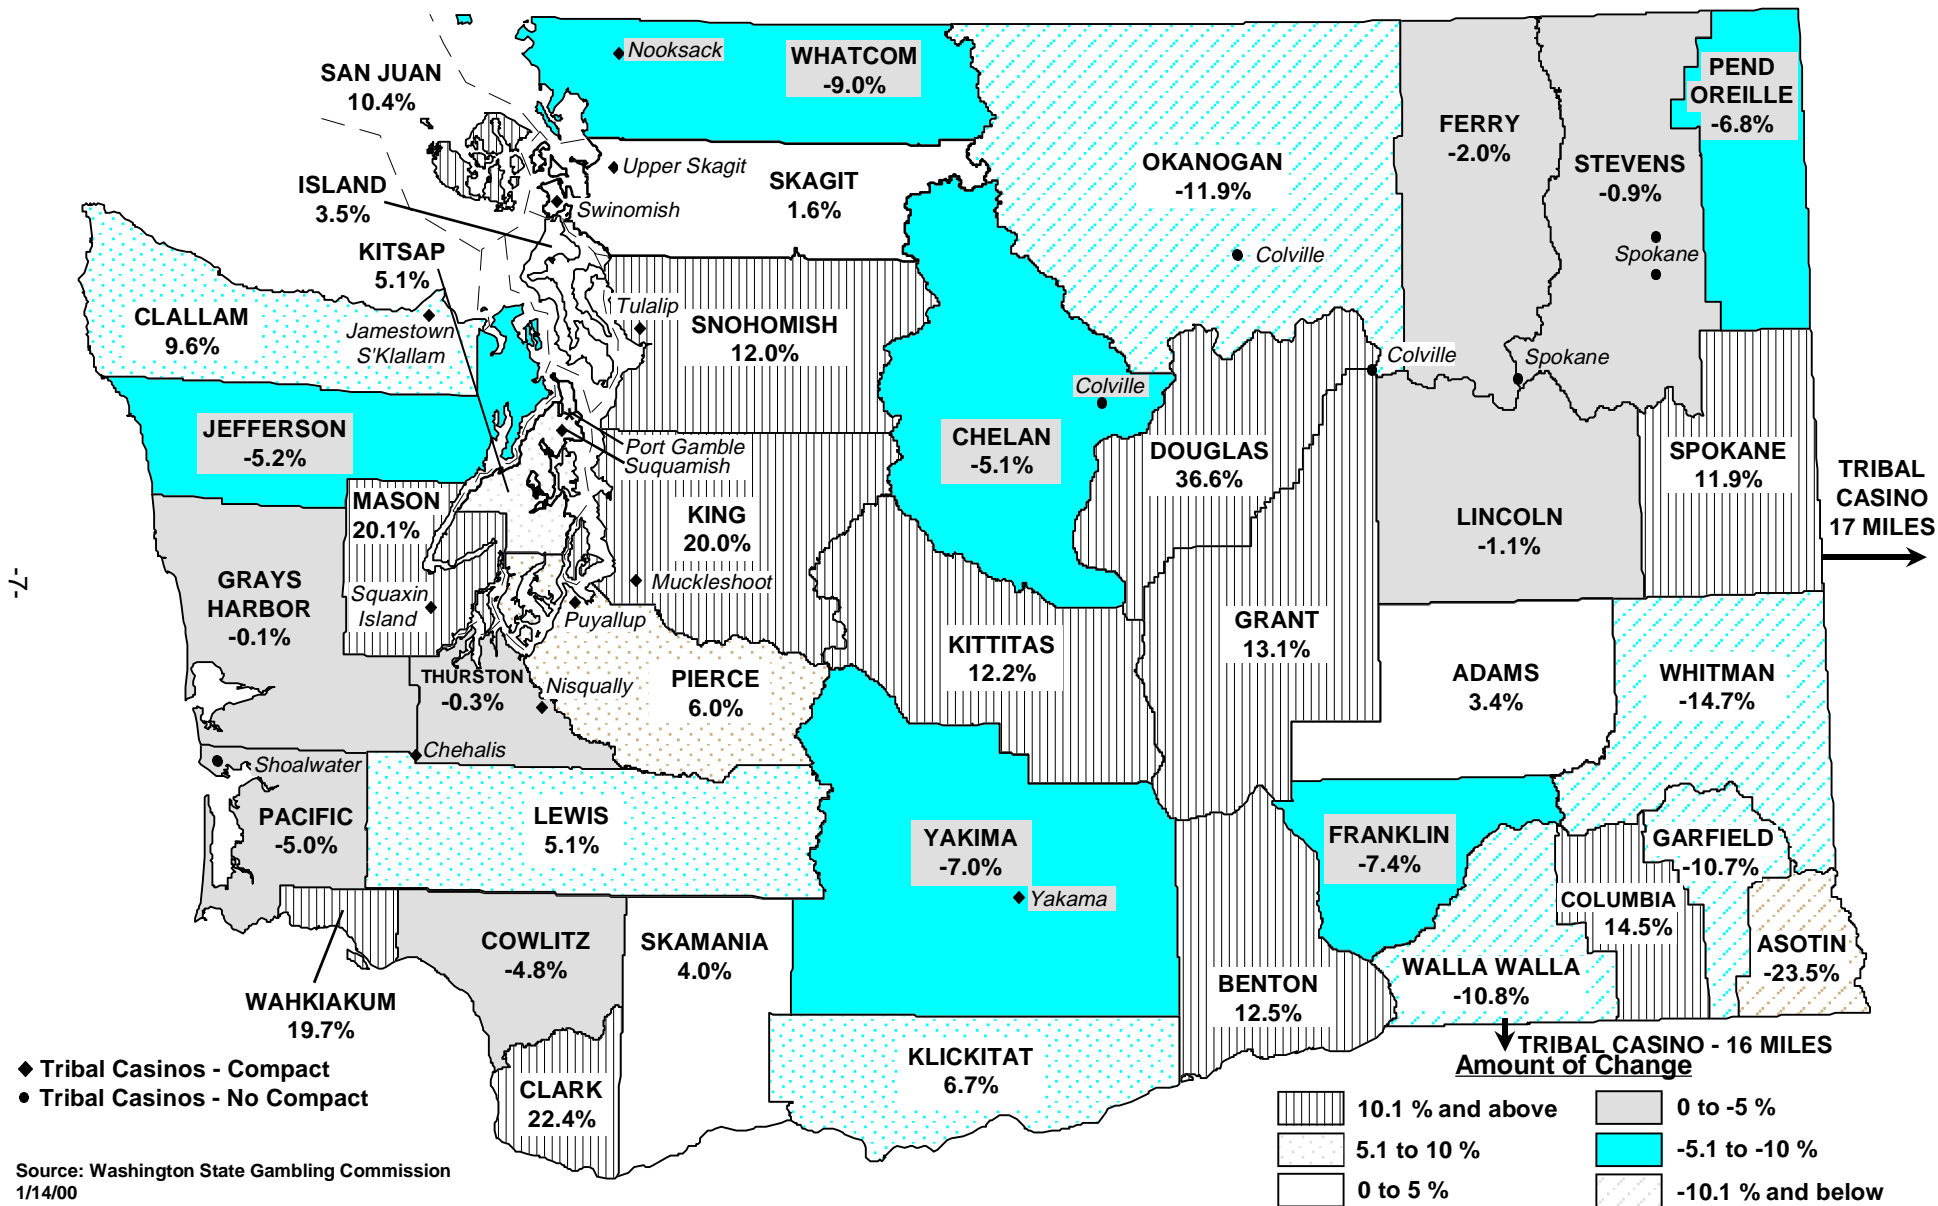 Nooksack
WHATCOM
-9.0%
SAN JUAN
10.4%
PEND
OREILLE
-6.8%
FERRY
-2.0%
OKANOGAN
-11.9%
STEVENS
-0.9%
Upper Skagit
SKAGIT
1.6%
ISLAND
3.5%
Swinomish
KITSAP
5.1%
Colville
Spokane
CLALLAM
9.6%
Jamestown
S'Klallam
Tulalip
SNOHOMISH
12.0%
Colville
Spokane
Colville
JEFFERSON
-5.2%
Port Gamble
Suquamish
CHELAN
-5.1%
DOUGLAS
36.6%
SPOKANE
11.9%
TRIBAL
CASINO
17 MILES
MASON
20.1%
KING
20.0%
LINCOLN
-1.1%
-7-
GRAYS
HARBOR
-0.1%
Squaxin
Island
Muckleshoot
Puyallup
KITTITAS
12.2%
GRANT
13.1%
ADAMS
3.4%
WHITMAN
-14.7%
THURSTON
-0.3%
Nisqually
PIERCE
6.0%
Chehalis
Shoalwater
PACIFIC
-5.0%
LEWIS
5.1%
YAKIMA
-7.0%
Yakama
FRANKLIN
-7.4%
GARFIELD
-10.7%
COLUMBIA
14.5%
COWLITZ
-4.8%
SKAMANIA
4.0%
ASOTIN
-23.5%
WALLA WALLA
-10.8%
BENTON
12.5%
WAHKIAKUM
19.7%
TRIBAL CASINO - 16 MILES
KLICKITAT
6.7%
CLARK
22.4%
Tribal Casinos - Compact
Tribal Casinos - No Compact
Amount of Change
10.1 % and above
0 to -5 %
5.1 to 10 %
-5.1 to -10 %
0 to 5 %
-10.1 % and below
Source: Washington State Gambling Commission
1/14/00